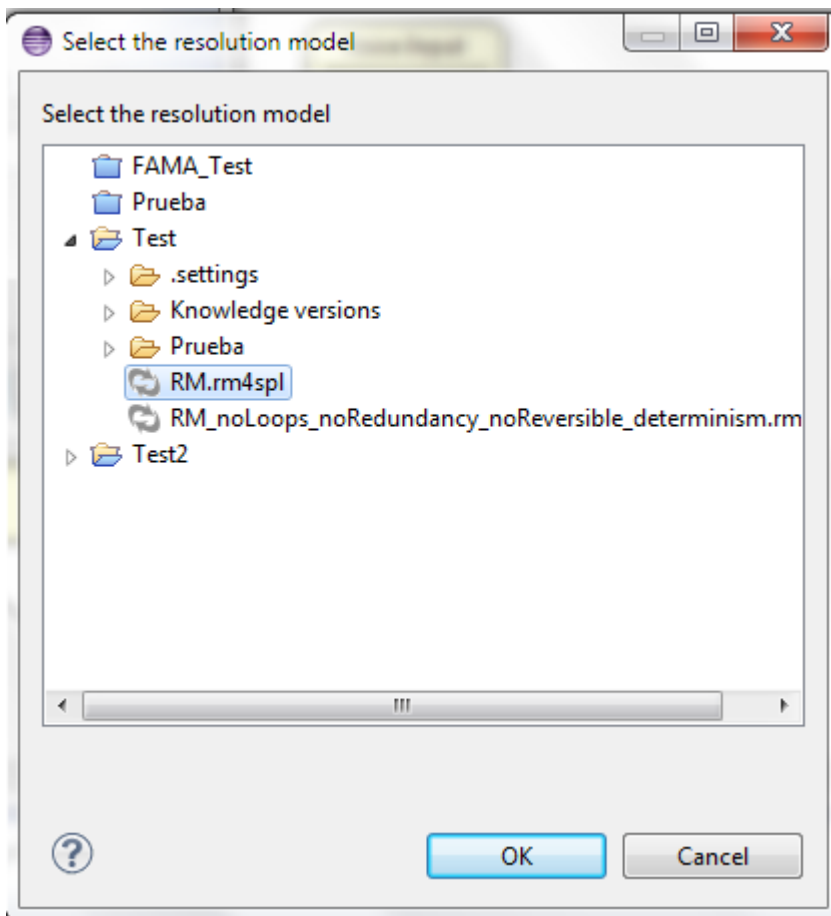 Select the resolution model
Select the resolution model
FAMA_Test
Prueba
Test
.settings
Knowledge versions
Prueba
RM.rm4spl
RM_noLoops_noRedundancy_noReversible_determinism.rm
Test2
OK
Cancel